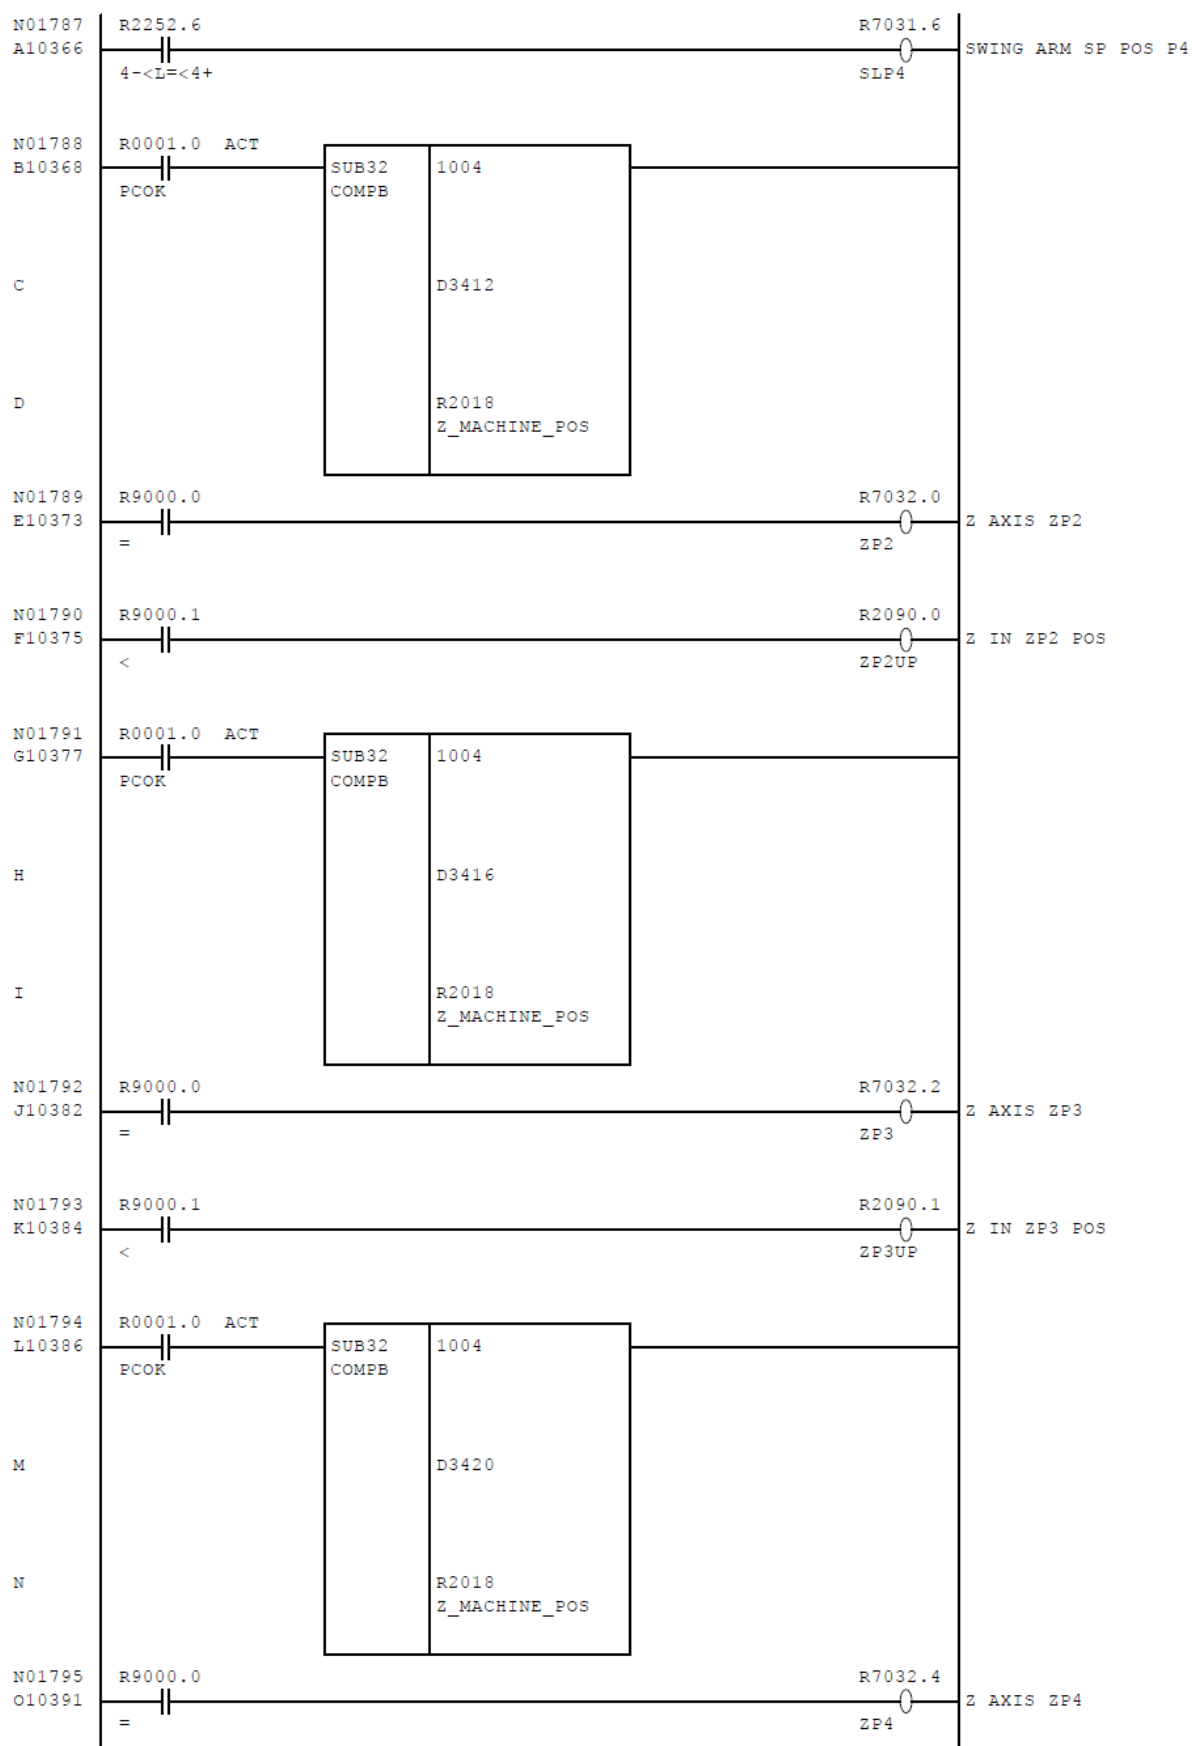 N01787 R2252.6 R7031.6
A10366 SWING ARM SP POS P4
4-<L=<4+ SLP4
N01788 R0001.0 ACT
B10368 SUB32 1004
PCOK COMPB
C D3412
D R2018
Z_MACHINE_POS
N01789 R9000.0 R7032.0
E10373 Z AXIS ZP2
= ZP2
N01790 R9000.1 R2090.0
F10375 Z IN ZP2 POS
< ZP2UP
N01791 R0001.0 ACT
G10377 SUB32 1004
PCOK COMPB
H D3416
I R2018
Z_MACHINE_POS
N01792 R9000.0 R7032.2
J10382 Z AXIS ZP3
= ZP3
N01793 R9000.1 R2090.1
K10384 Z IN ZP3 POS
< ZP3UP
N01794 R0001.0 ACT
L10386 SUB32 1004
PCOK COMPB
M D3420
N R2018
Z_MACHINE_POS
N01795 R9000.0 R7032.4
O10391 Z AXIS ZP4
= ZP4